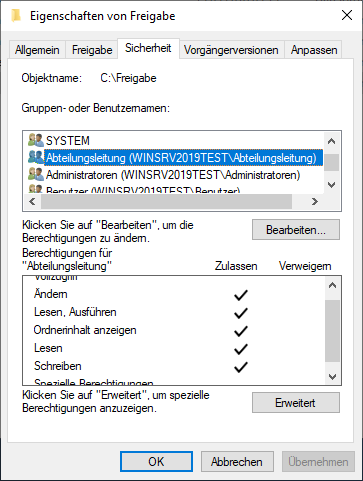 Eigenschaften von Freigabe
Allgemein Freigabe Sicherheit Vorgängerversionen Anpassen
Objektname: C:\Freigabe
Gruppen- oder Benutzernamen:
SYSTEM
Abteilungsleitung (WINSRV2019TEST\Abteilungsleitung)
Administratoren (WINSRV2019TEST\Administratoren)
Benutzer (WINSRV2019TEST\Benutzer)
Klicken Sie auf "Bearbeiten", um die
Berechtigungen zu ändern.
Bearbeiten...
Berechtigungen für
"Abteilungsleitung" Zulassen Verweigern
Vollzugriff
Ändern
Lesen, Ausführen
Ordnerinhalt anzeigen
Lesen
Schreiben
Spezielle Berechtigungen
Klicken Sie auf "Erweitert", um spezielle
Berechtigungen anzuzeigen.
Erweitert
OK Abbrechen Übernehmen